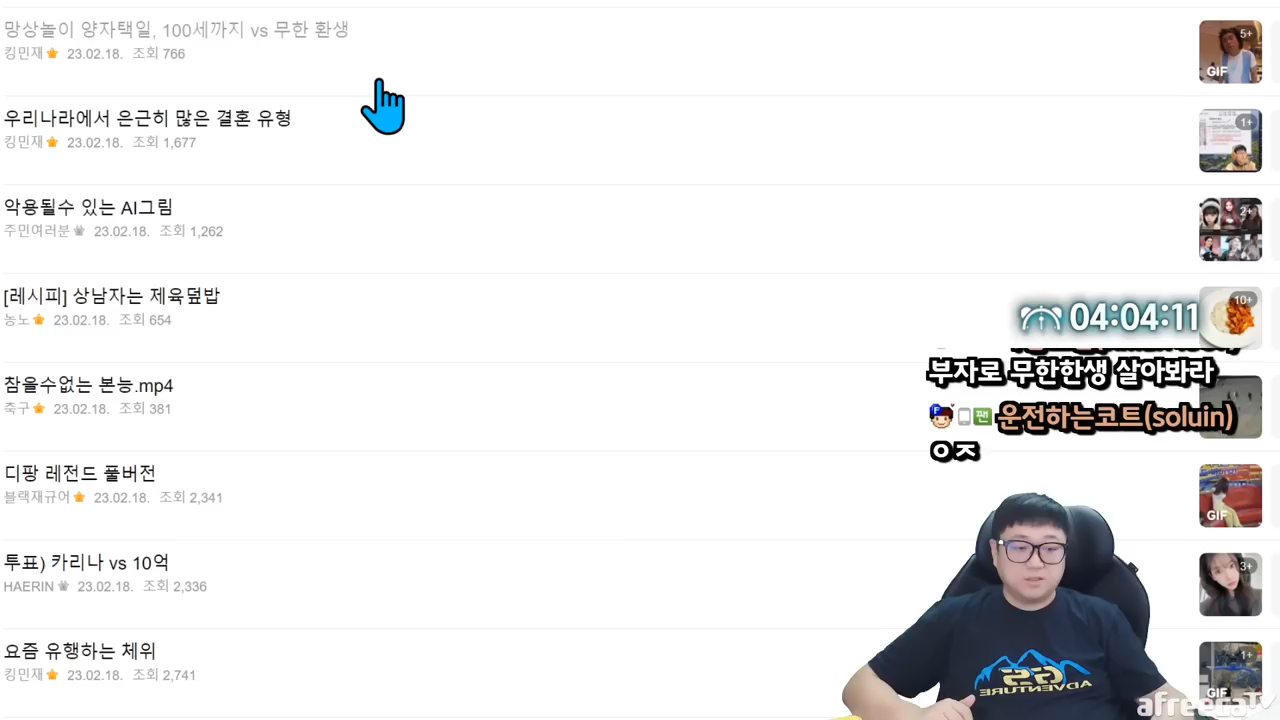 망상놀이 양자택일, 100세까지 vs 무한 환생
킹민재 23.02.18. 조회 766
5+
GIF
우리나라에서 은근히 많은 결혼 유형
킹민재 23.02.18. 조회 1,677
1+
악용될수 있는 AI그림
주민여러분 23.02.18. 조회 1,262
2+
[레시피] 상남자는 제육덮밥
농노 23.02.18. 조회 654
10+
04:04:11
참을수없는 본능.mp4
축구 23.02.18. 조회 381
부자로 무한한생 살아봐라
F 팬 운전하는코트(soluin)
ㅇㅈ
디팡 레전드 풀버전
블랙재규어 23.02.18. 조회 2,341
GIF
투표) 카리나 vs 10억
HAERIN 23.02.18. 조회 2,336
3+
요즘 유행하는 체위
킹민재 23.02.18. 조회 2,741
1+
GIF
ADVENTURE
afreecaTV